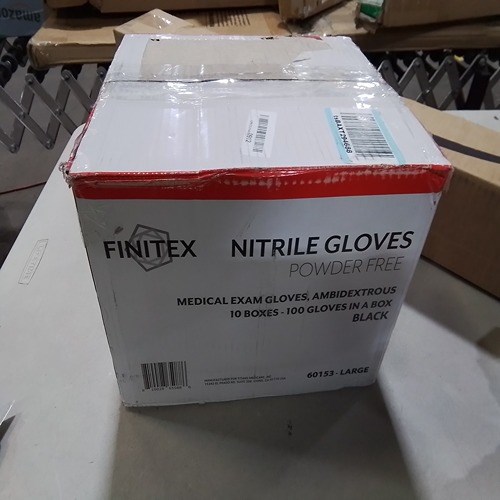 FINITEX
NITRILE GLOVES
POWDER FREE
MEDICAL EXAM GLOVES, AMBIDEXTROUS
10 BOXES - 100 GLOVES IN A BOX
BLACK
60153 - LARGE